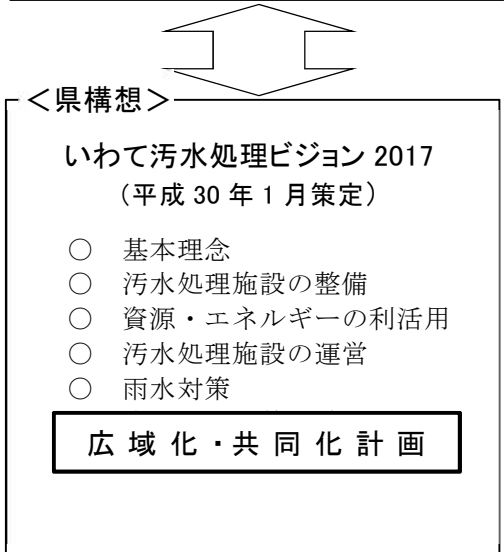 ＜県構想＞
いわて汚水処理ビジョン 2017
（平成 30 年 1 月策定）
○ 基本理念
○ 汚水処理施設の整備
○ 資源・エネルギーの利活用
○ 汚水処理施設の運営
○ 雨水対策
広域化・共同化計画